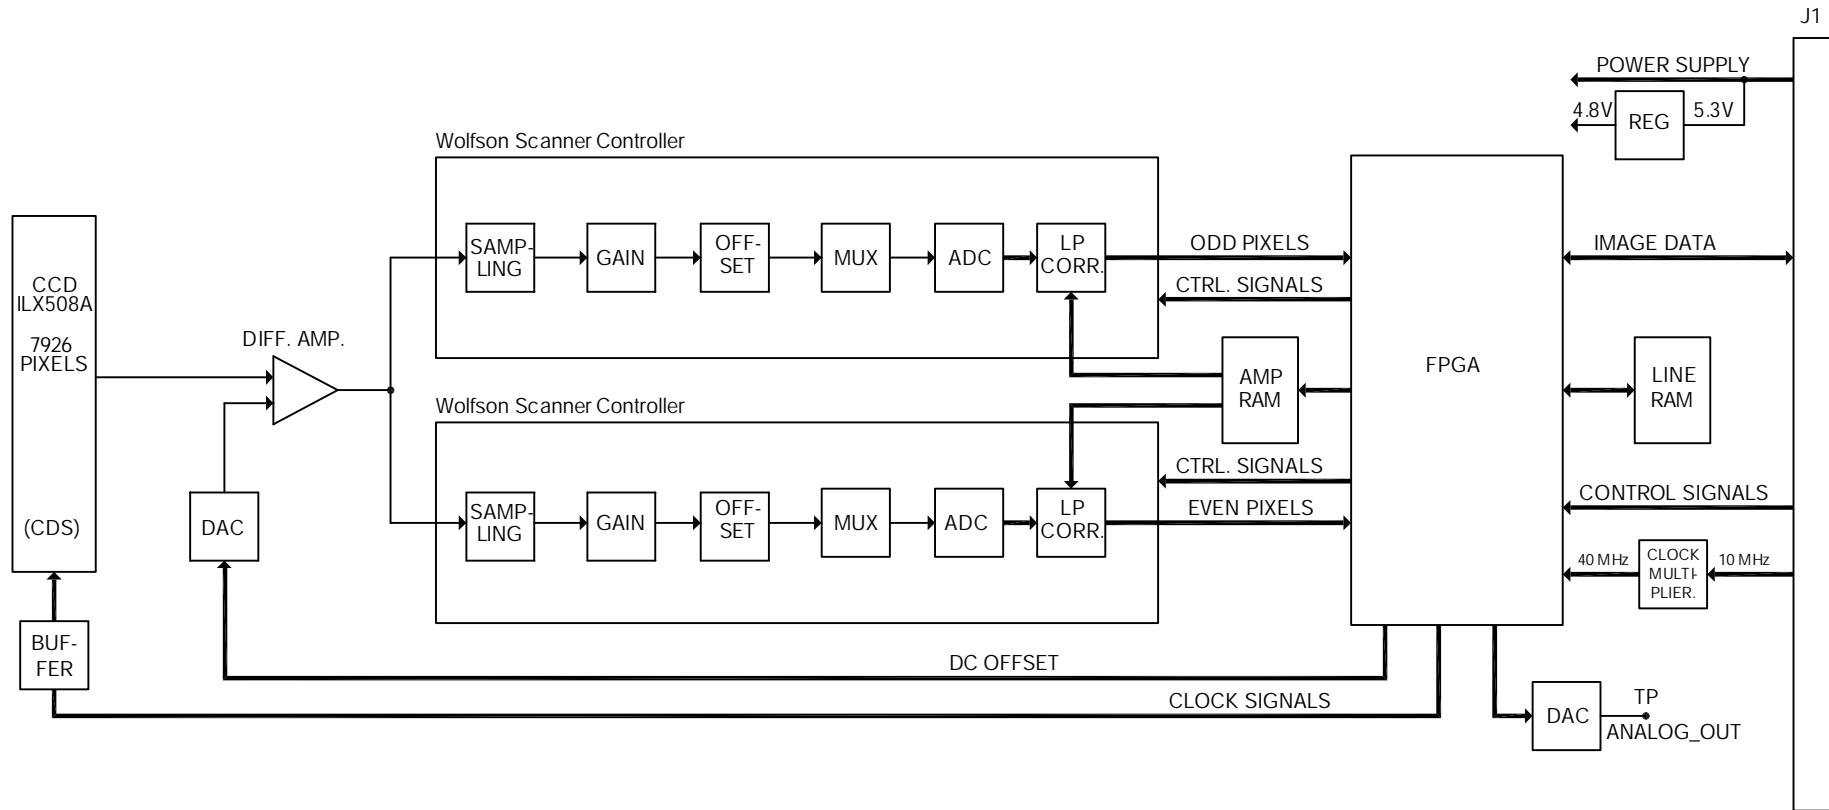 J1
POWER SUPPLY
4.8V
REG
5.3V
Wolfson Scanner Controller
SAMP-
LING
GAIN
OFF-
SET
MUX
ADC
LP
CORR.
ODD PIXELS
CTRL. SIGNALS
IMAGE DATA
CCD
ILX508A
7926
PIXELS
(CDS)
DIFF. AMP.
DAC
BUF-
FER
AMP
RAM
FPGA
LINE
RAM
Wolfson Scanner Controller
SAMP-
LING
GAIN
OFF-
SET
MUX
ADC
LP
CORR.
CTRL. SIGNALS
EVEN PIXELS
CONTROL SIGNALS
40 MHz
CLOCK
MULTI-
PLIER.
10 MHz
DC OFFSET
CLOCK SIGNALS
DAC
TP
ANALOG_OUT